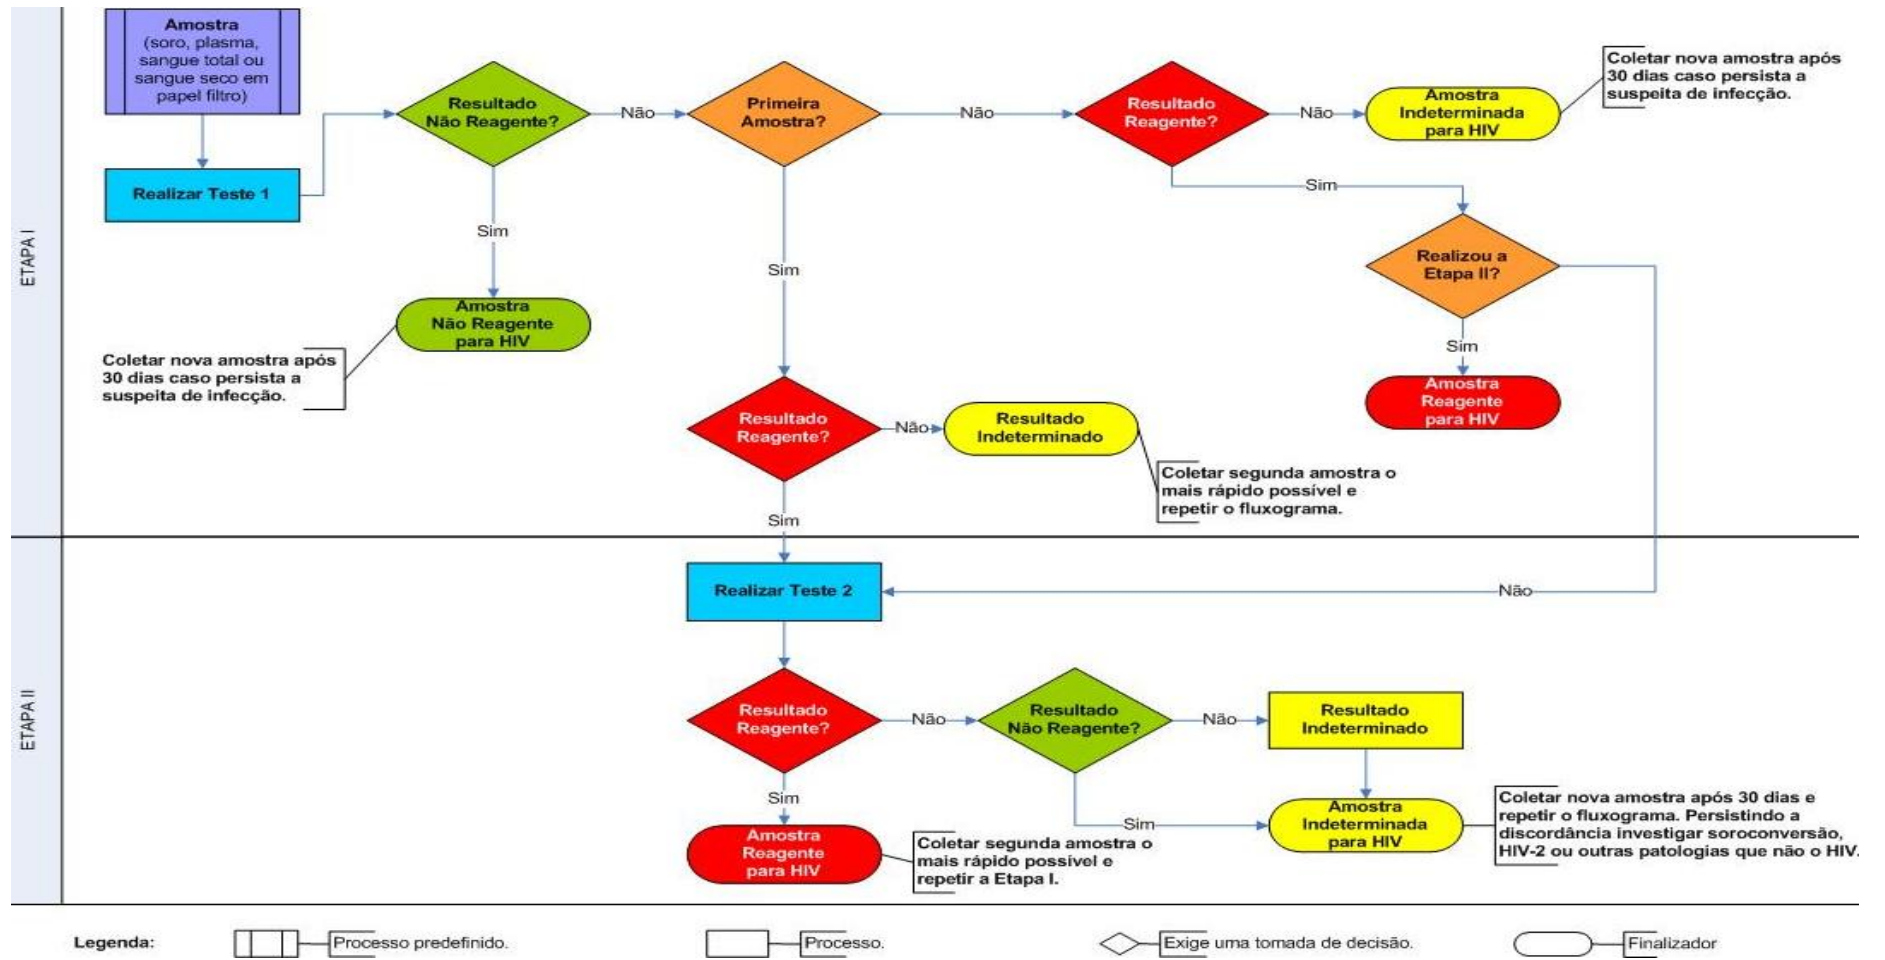 ETAPA I
Amostra
(soro, plasma,
sangue total ou
sangue seco em
papel filtro)
Realizar Teste 1
Resultado
Não Reagente?
Não
Primeira
Amostra?
Não
Resultado
Reagente?
Não
Amostra
Indeterminada
para HIV
Coletar nova amostra após
30 dias caso persista a
suspeita de infecção.
Sim
Sim
Sim
Realizou a
Etapa II?
Amostra
Não Reagente
para HIV
Coletar nova amostra após
30 dias caso persista a
suspeita de infecção.
Sim
Amostra
Reagente
para HIV
Resultado
Reagente?
Não
Resultado
Indeterminado
Coletar segunda amostra o
mais rápido possível e
repetir o fluxograma.
Sim
ETAPA II
Realizar Teste 2
Não
Resultado
Reagente?
Não
Resultado
Não Reagente?
Não
Resultado
Indeterminado
Sim
Sim
Amostra
Reagente
para HIV
Coletar segunda amostra o
mais rápido possível e
repetir a Etapa I.
Amostra
Indeterminada
para HIV
Coletar nova amostra após 30 dias e
repetir o fluxograma. Persistindo a
discordância investigar soroconversão,
HIV-2 ou outras patologias que não o HIV.
Legenda:
Processo predefinido.
Processo.
Exige uma tomada de decisão.
Finalizador